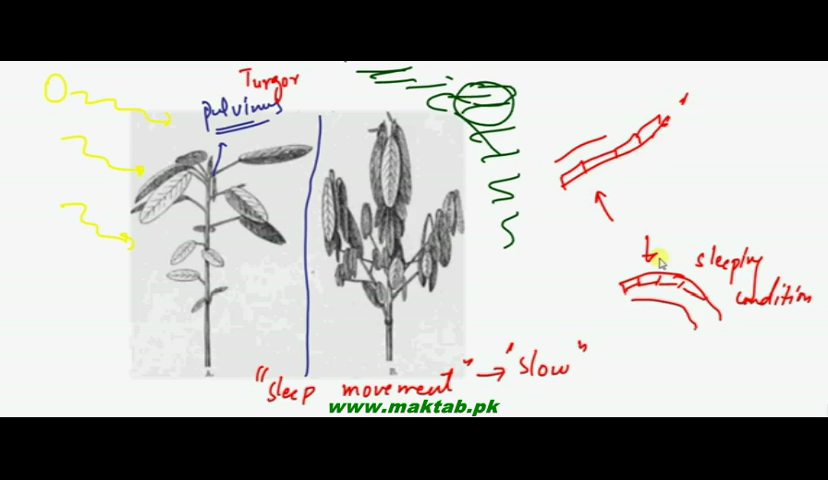 Turgor
pulvinus
sleeping
condition
"sleep movement" → "slow"
www.maktab.pk